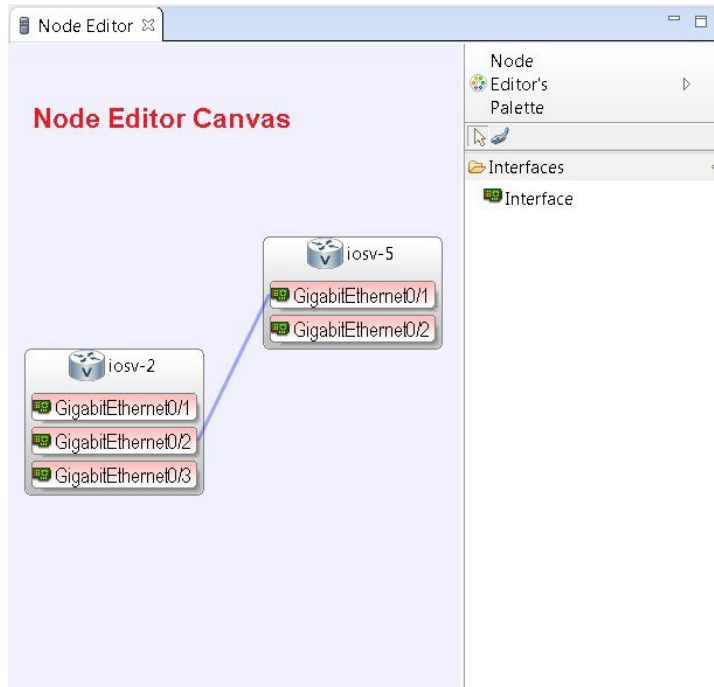 Node Editor
Node
Editor's
Palette
Node Editor Canvas
Interfaces
Interface
V
iosv-5
GigabitEthernet0/1
GigabitEthernet0/2
V
iosv-2
GigabitEthernet0/1
GigabitEthernet0/2
GigabitEthernet0/3